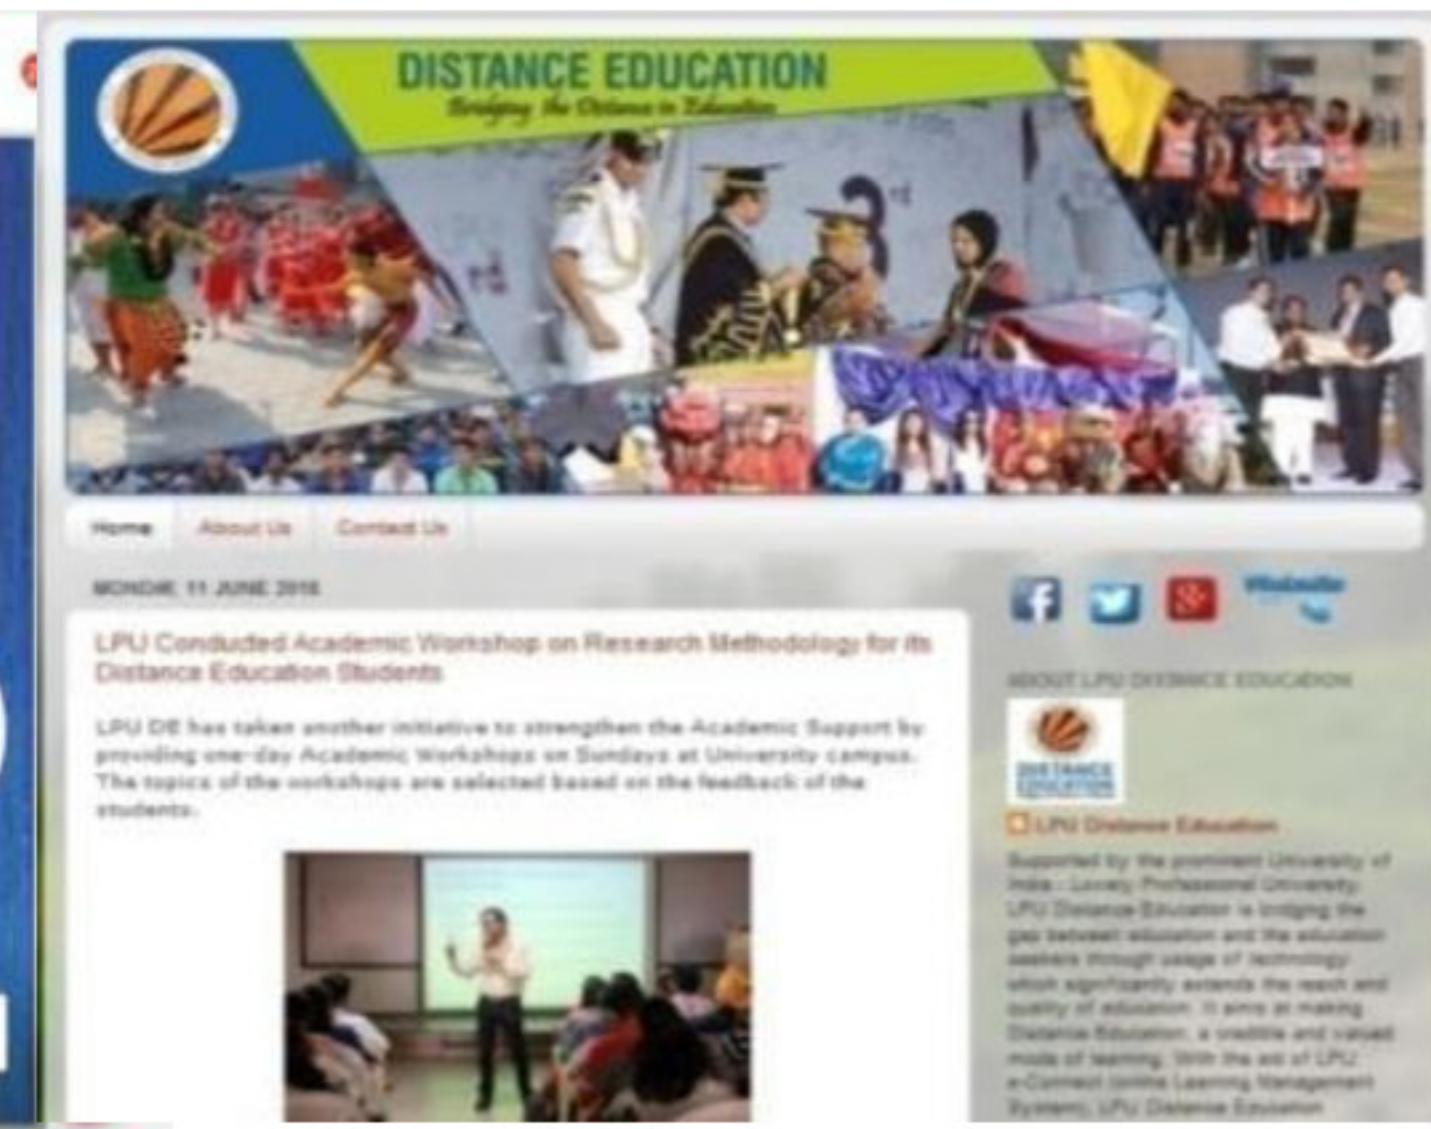 DISTANCE EDUCATION
Bridging the Distance in Education
Home About Us Contact Us
11 JUNE 2018
LPU Conducted Academic Workshop on Research Methodology for its
Distance Education Students
LPU DE has taken another initiative to strengthen the Academic Support by
providing one-day Academic Workshops on Sundays at University campus.
The topics of the workshops are selected based on the feedback of the
students.
ABOUT LPU DISTANCE EDUCATION
DISTANCE
EDUCATION
LPU Distance Education
Supported by the prominent University of
India - Lovely Professional University,
LPU Distance Education is bridging the
gap between education and the education
seekers through usage of technology
which significantly extends the reach and
quality of education. It aims at making
Distance Education, a credible and valued
mode of learning. With the aid of LPU
e-Connect (online Learning Management
System), LPU Distance Education